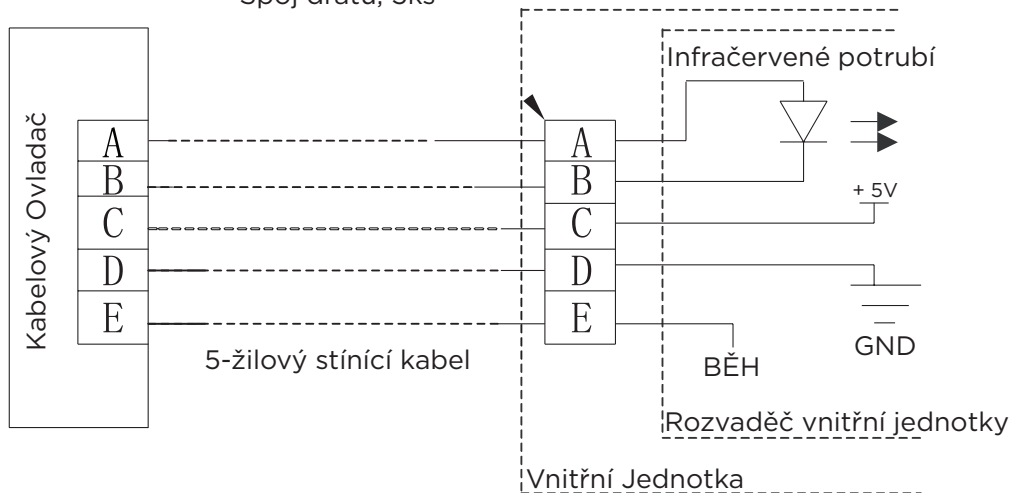 Infračervené potrubí
Kabelový Ovladač
A
B
C
D
E
A
B
C
D
E
+ 5V
GND
BĚH
5-žilový stínící kabel
Rozvaděč vnitřní jednotky
Vnitřní Jednotka